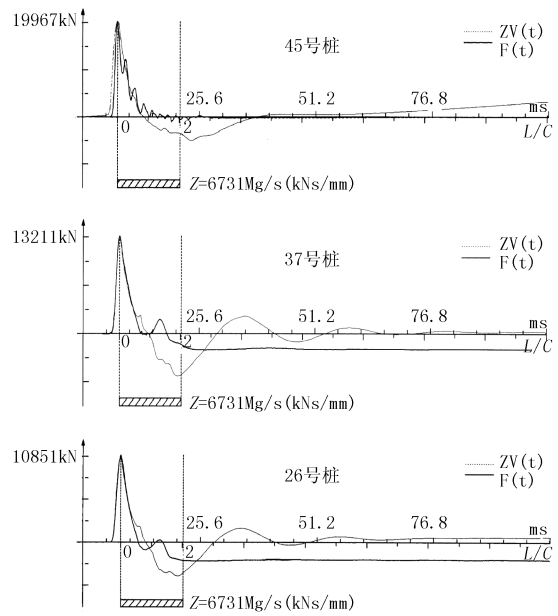 19967kN
45号桩
ZV(t)
F(t)
25.6 51.2 76.8 ms
0 2 L/C
Z=6731Mg/s(kNs/mm)
13211kN
37号桩
ZV(t)
F(t)
25.6 51.2 76.8 ms
0 2 L/C
Z=6731Mg/s(kNs/mm)
10851kN
26号桩
ZV(t)
F(t)
25.6 51.2 76.8 ms
0 2 L/C
Z=6731Mg/s(kNs/mm)